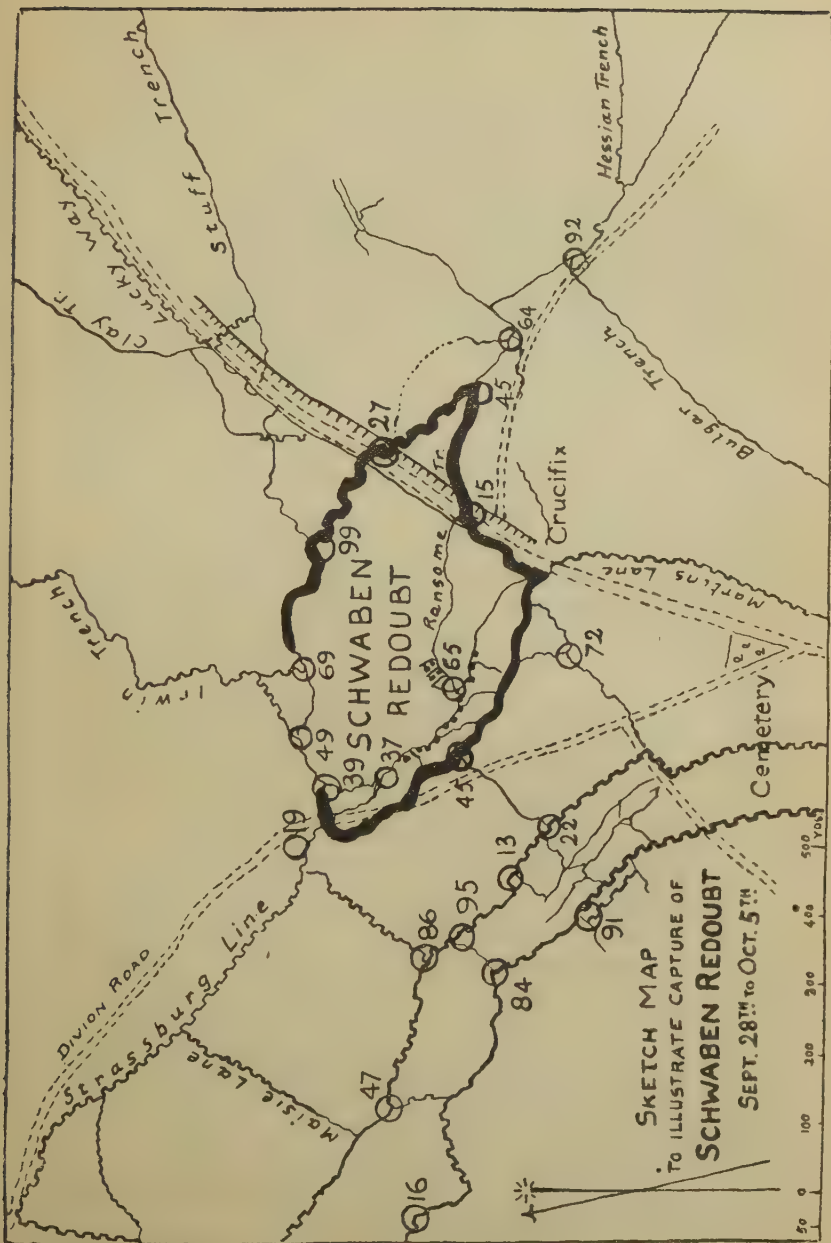 Trench
Stuff
Lucky Way
Clay Tr.
Hessian Trench
92
64
45
27
Tr.
15
Bulgar Trench
Crucifix
99
SCHWABEN
REDOUBT
Ransome
65
Martins Lane
72
Trench
Irwin
69
49
39
37
45
19
Cemetery
22
13
95
86
91
84
DIVION ROAD
Strassburg Line
Maisie Lane
47
16
SKETCH MAP
TO ILLUSTRATE CAPTURE OF
SCHWABEN REDOUBT
SEPT. 28TH TO OCT. 5TH
50 0 100 200 300 400 500 YDS